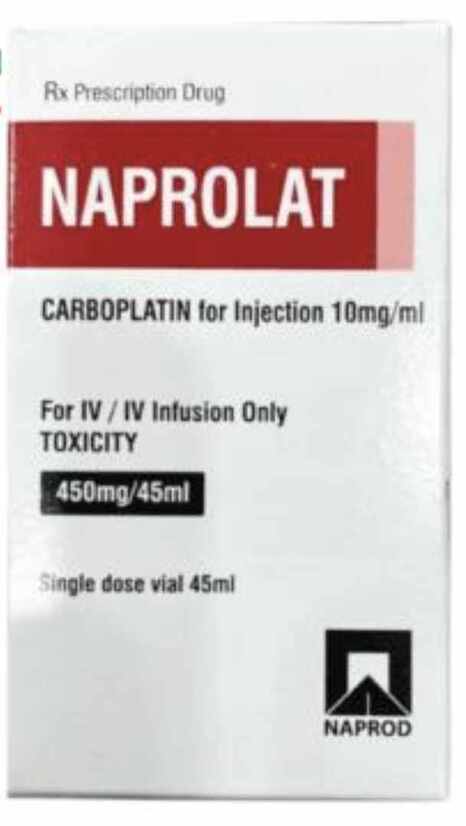 Rx Prescription Drug
NAPROLAT
CARBOPLATIN for Injection 10mg/ml
For IV / IV Infusion Only
TOXICITY
450mg/45ml
Single dose vial 45ml
NAPROD